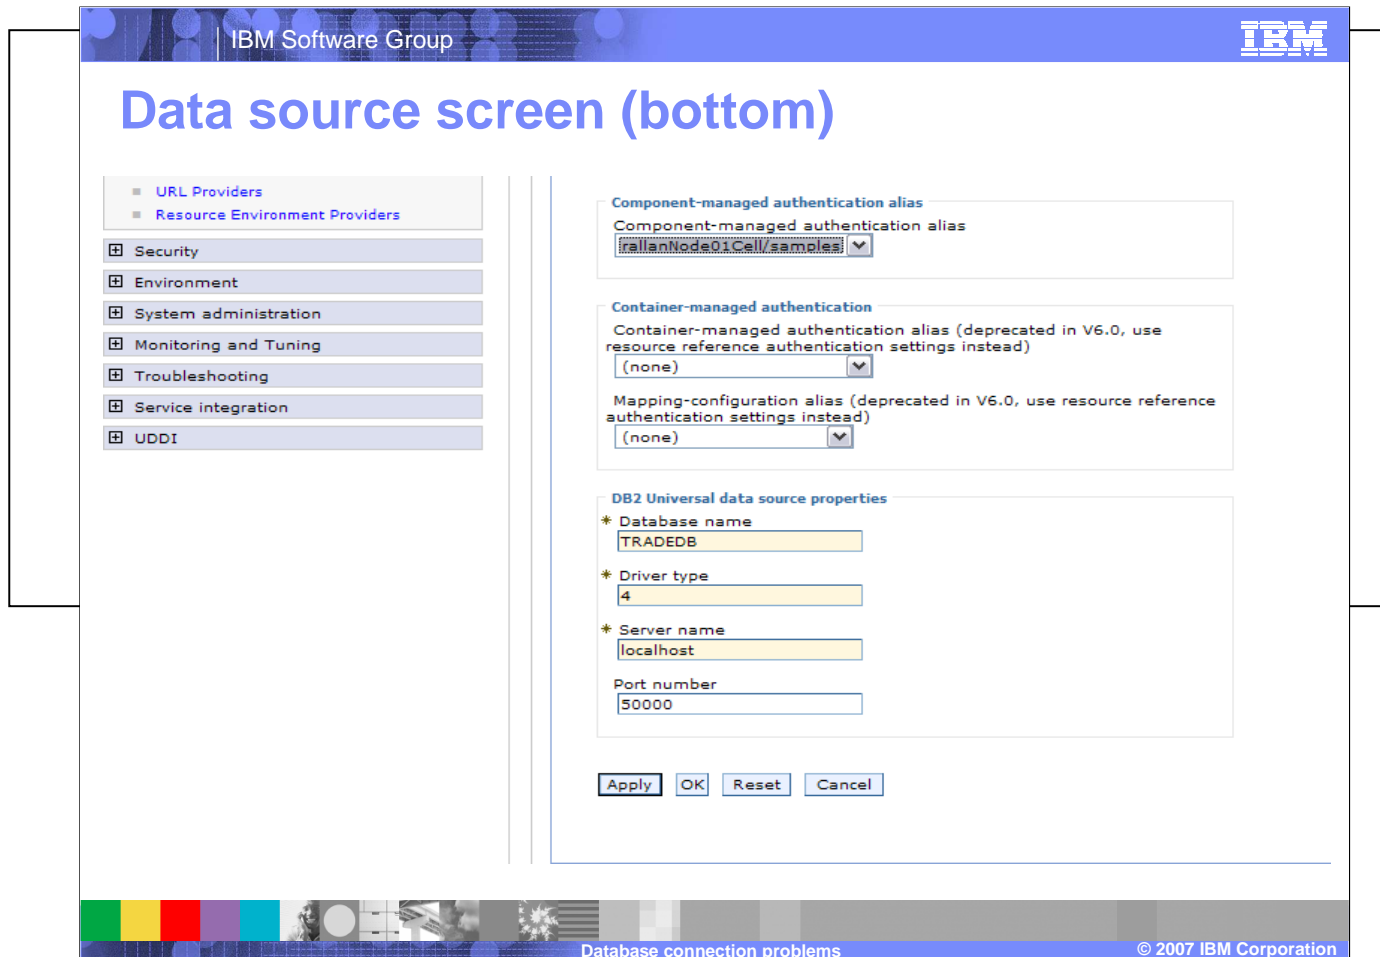 IBM Software Group
IBM
Data source screen (bottom)
URL Providers
Resource Environment Providers
Security
Environment
System administration
Monitoring and Tuning
Troubleshooting
Service integration
UDDI
Component-managed authentication alias
Component-managed authentication alias
rallanNode01Cell/samples
Container-managed authentication
Container-managed authentication alias (deprecated in V6.0, use
resource reference authentication settings instead)
(none)
Mapping-configuration alias (deprecated in V6.0, use resource reference
authentication settings instead)
(none)
DB2 Universal data source properties
* Database name
TRADEDB
* Driver type
4
* Server name
localhost
Port number
50000
Apply OK Reset Cancel
Database connection problems
© 2007 IBM Corporation